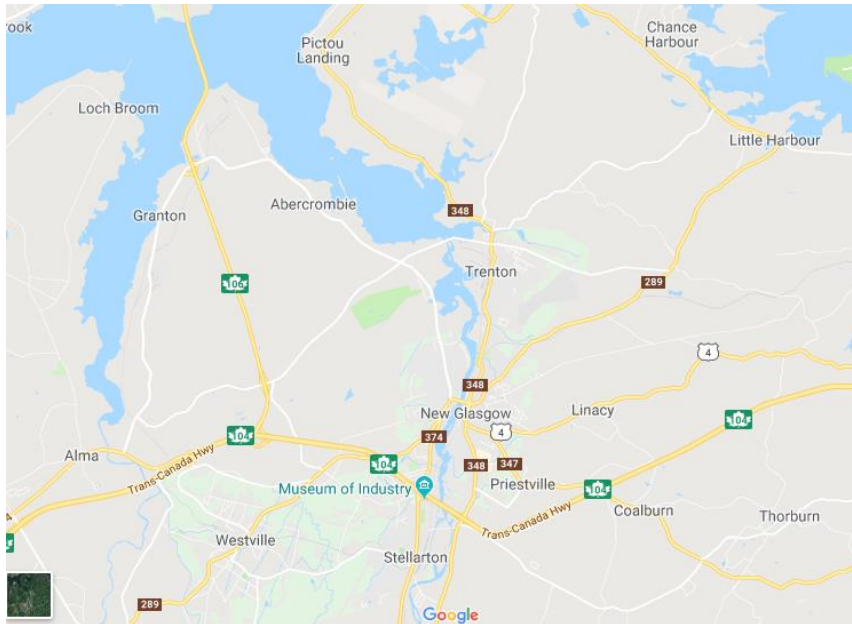 rook
Pictou
Landing
Chance
Harbour
Loch Broom
Little Harbour
Abercrombie
Granton
348
Trenton
106
289
4
348
New Glasgow
Linacy
104
374
4
104
Alma
Trans-Canada Hwy
104
348
347
Museum of Industry
Priestville
104
Coalburn
Trans-Canada Hwy
Thorburn
4
Westville
Stellarton
289
Google